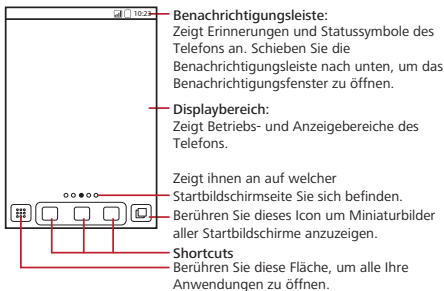 10:23
Benachrichtigungsleiste:
Zeigt Erinnerungen und Statussymbole des
Telefons an. Schieben Sie die
Benachrichtigungsleiste nach unten, um das
Benachrichtigungsfenster zu öffnen.
Displaybereich:
Zeigt Betriebs- und Anzeigebereiche des
Telefons.
Zeigt ihnen an auf welcher
Startbildschirmseite Sie sich befinden.
Berühren Sie dieses Icon um Miniaturbilder
aller Startbildschirme anzuzeigen.
Shortcuts
Berühren Sie diese Fläche, um alle Ihre
Anwendungen zu öffnen.